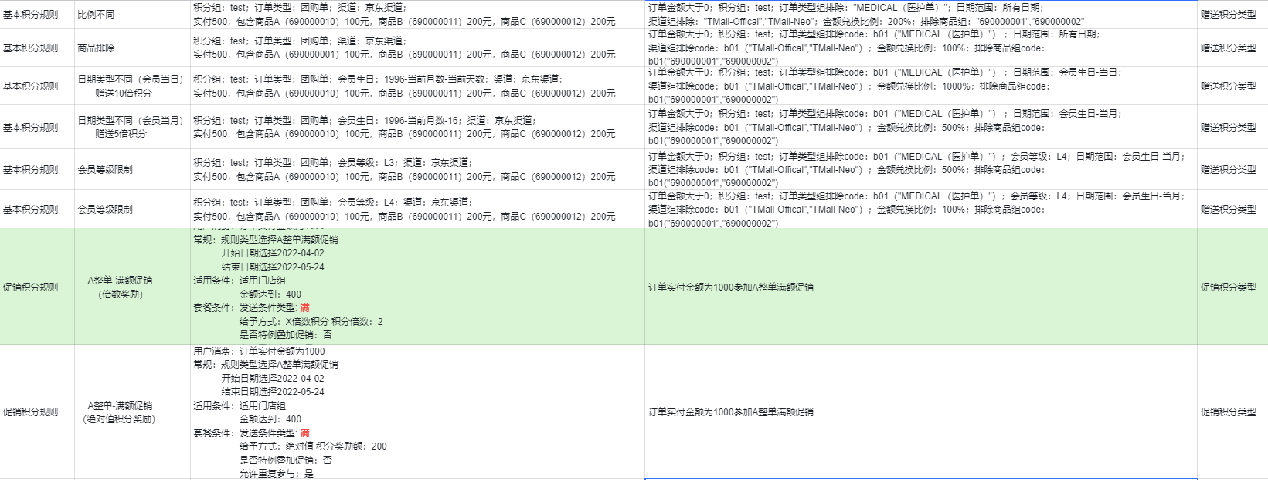 基本积分规则
比例不同
积分组：test；订单类型：团购单；渠道：京东渠道；
实付500，包含商品A（690000010）100元，商品B（690000011）200元，商品C（690000012）200元
订单金额大于0；积分组：test；订单类型组排除："MEDICAL（医护单）"；日期范围：所有日期；
渠道组排除："TMall-Offical","TMall-Neo"；金额兑换比例：200%；排除商品组："690000001","690000002"
赠送积分类型
基本积分规则
商品排除
积分组：test；订单类型：团购单；渠道：京东渠道；
实付500，包含商品A（690000001）100元，商品B（690000011）200元，商品C（690000012）200元
订单金额大于0；积分组：test；订单类型组排除code：b01（"MEDICAL（医护单）"）；日期范围：所有日期；
渠道组排除code：b01（"TMall-Offical","TMall-Neo"）；金额兑换比例：100%；排除商品组code：
b01("690000001","690000002")
赠送积分类型
基本积分规则
日期类型不同（会员当日）
赠送10倍积分
积分组：test；订单类型：团购单；会员生日：1996-当前月数-当前天数；渠道：京东渠道；
实付500，包含商品A（690000010）100元，商品B（690000011）200元，商品C（690000012）200元
订单金额大于0；积分组：test；订单类型组排除code：b01（"MEDICAL（医护单）"）；日期范围：会员生日-当日；
渠道组排除code：b01（"TMall-Offical","TMall-Neo"）；金额兑换比例：1000%；排除商品组code：
b01("690000001","690000002")
赠送积分类型
基本积分规则
日期类型不同（会员当月）
赠送5倍积分
积分组：test；订单类型：团购单；会员生日：1996-当前月数-16；渠道：京东渠道；
实付500，包含商品A（690000010）100元，商品B（690000011）200元，商品C（690000012）200元
订单金额大于0；积分组：test；订单类型组排除code：b01（"MEDICAL（医护单）"）；日期范围：会员生日-当月；
渠道组排除code：b01（"TMall-Offical","TMall-Neo"）；金额兑换比例：500%；排除商品组code：
b01("690000001","690000002")
赠送积分类型
基本积分规则
会员等级限制
积分组：test；订单类型：团购单；会员等级：L3；渠道：京东渠道；
实付500，包含商品A（690000010）100元，商品B（690000011）200元，商品C（690000012）200元
订单金额大于0；积分组：test；订单类型组排除code：b01（"MEDICAL（医护单）"）；会员等级：L4；日期范围：会员生日-当月；
渠道组排除code：b01（"TMall-Offical","TMall-Neo"）；金额兑换比例：500%；排除商品组code：
b01("690000001","690000002")
赠送积分类型
基本积分规则
会员等级限制
积分组：test；订单类型：团购单；会员等级：L4；渠道：京东渠道；
实付500，包含商品A（690000010）100元，商品B（690000011）200元，商品C（690000012）200元
订单金额大于0；积分组：test；订单类型组排除code：b01（"MEDICAL（医护单）"）；会员等级：L4；日期范围：会员生日-当月；
渠道组排除code：b01（"TMall-Offical","TMall-Neo"）；金额兑换比例：100%；排除商品组code：
b01("690000001","690000002")
赠送积分类型
促销积分规则
A整单-满额促销
（倍数奖励）
常规：规则类型选择A整单满额促销
开始日期选择2022-04-02
结束日期选择2022-05-24
适用条件：适用门店组
金额达到：400
套餐条件：发送条件类型:满
给予方式：X倍数积分 积分倍数：2
是否特例叠加促销：否
订单实付金额为1000参加A整单满额促销
促销积分类型
促销积分规则
A整单-满额促销
（绝对值积分奖励）
用户消费：订单实付金额为1000
常规：规则类型选择A整单满额促销
开始日期选择2022-04-02
结束日期选择2022-05-24
适用条件：适用门店组
金额达到：400
套餐条件：发送条件类型:满
给予方式：绝对值 积分奖励额：200
是否特例叠加促销：否
允许重复参与：是
订单实付金额为1000参加A整单满额促销
促销积分类型